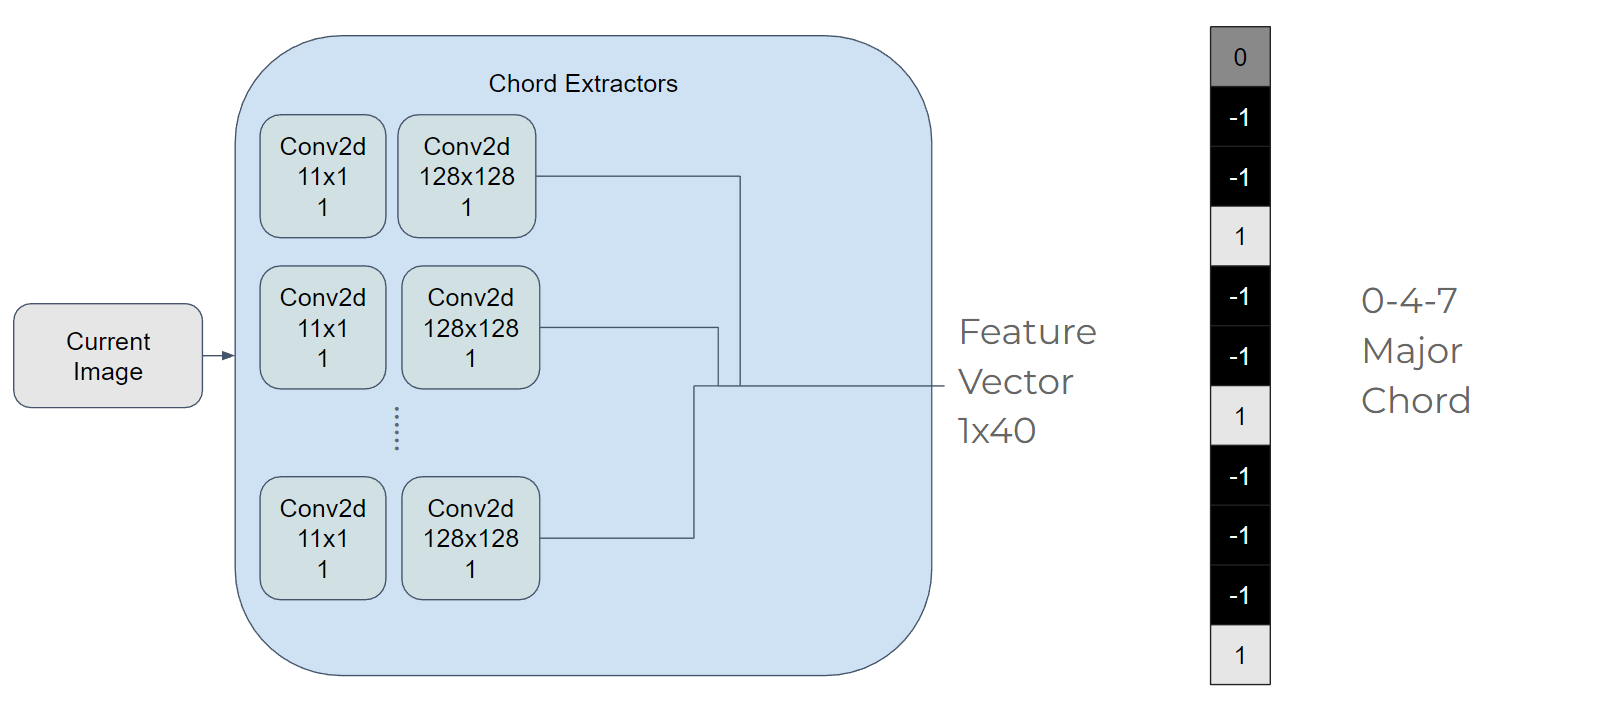 Chord Extractors
Conv2d
11x1
1
Conv2d
128x128
1
Conv2d
11x1
1
Conv2d
128x128
1
Conv2d
11x1
1
Conv2d
128x128
1
Current
Image
Feature
Vector
1x40
0
-1
-1
1
-1
-1
1
-1
-1
-1
1
0-4-7
Major
Chord